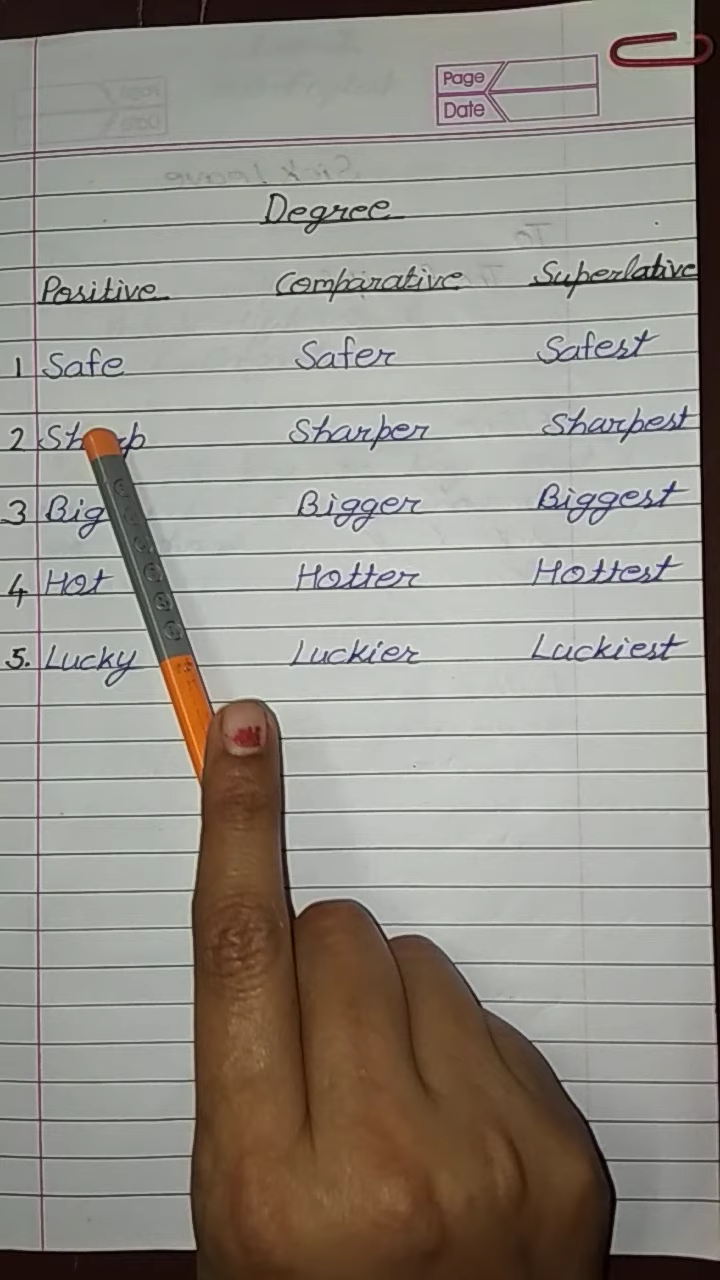 Page
Date
Degree
Positive Comparative Superlative
1 Safe Safer Safest
2 Sharper Sharpest
3 Big Bigger Biggest
4 Hot Hotter Hottest
5. Lucky Luckier Luckiest